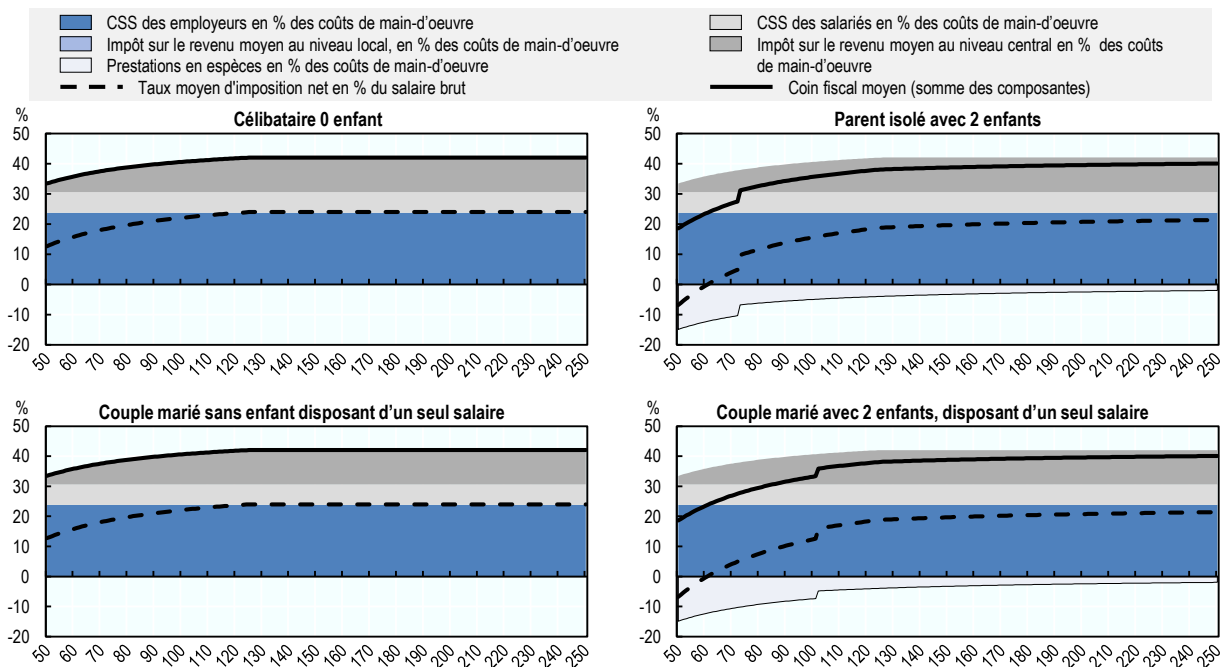 CSS des employeurs en % des coûts de main-d'oeuvre
CSS des salariés en % des coûts de main-d'oeuvre
Impôt sur le revenu moyen au niveau local, en % des coûts de main-d'oeuvre
Impôt sur le revenu moyen au niveau central en % des coûts
de main-d'oeuvre
Prestations en espèces en % des coûts de main-d'oeuvre
Taux moyen d'imposition net en % du salaire brut
Coin fiscal moyen (somme des composantes)
%
Célibataire 0 enfant
50
40
30
20
10
0
-10
-20
50 60 70 80 90 100 110 120 130 140 150 160 170 180 190 200 210 220 230 240 250
%
Parent isolé avec 2 enfants
50
40
30
20
10
0
-10
-20
50 60 70 80 90 100 110 120 130 140 150 160 170 180 190 200 210 220 230 240 250
%
Couple marié sans enfant disposant d'un seul salaire
50
40
30
20
10
0
-10
-20
50 60 70 80 90 100 110 120 130 140 150 160 170 180 190 200 210 220 230 240 250
%
Couple marié avec 2 enfants, disposant d'un seul salaire
50
40
30
20
10
0
-10
-20
50 60 70 80 90 100 110 120 130 140 150 160 170 180 190 200 210 220 230 240 250